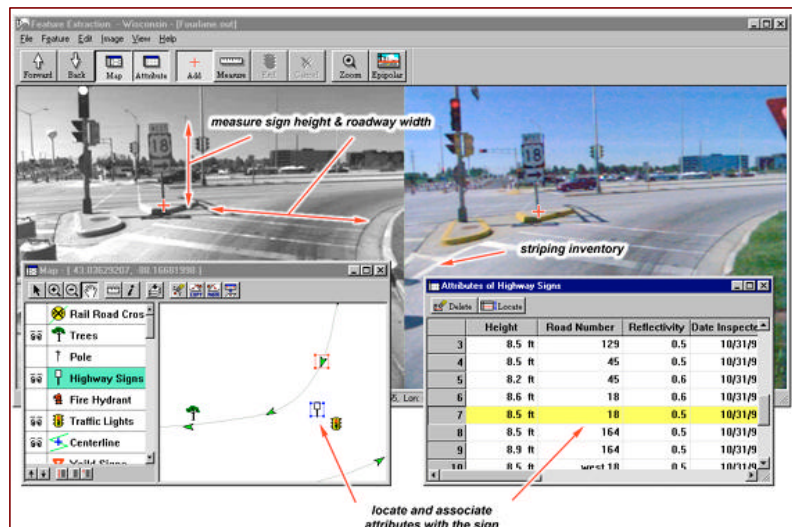 Feature Extraction - Wisconsin - [Fourlane.out]
File Feature Edit Image View Help
Forward Back Map Attribute Add Measure End Cancel Zoom Epipolar
measure sign height & roadway width
WEST
18
18
striping inventory
Map - [ 43.03629207, -88.16681998 ]
Rail Road Cros
Trees
Pole
Highway Signs
Fire Hydrant
Traffic Lights
Centerline
Yeild Signs
Lon:
Attributes of Highway Signs
Delete Locate
Height Road Number Reflectivity Date Inspecte
3 8.5 ft 129 0.5 10/31/9
4 8.5 ft 45 0.5 10/31/9
5 8.2 ft 45 0.6 10/31/9
6 8.6 ft 18 0.6 10/31/9
7 8.5 ft 18 0.5 10/31/9
8 8.5 ft 164 0.5 10/31/9
9 8.9 ft 164 0.5 10/31/9
10 8.5 ft west 18 0.5 10/31/9
locate and associate
attributes with the sign